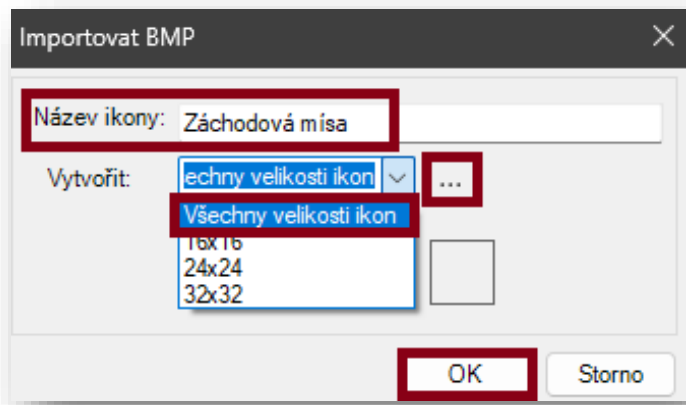 Importovat BMP
Název ikony: Záchodová mísa
Vytvořit: echny velikosti ikon ...
Všechny velikosti ikon
16x16
24x24
32x32
OK Storno